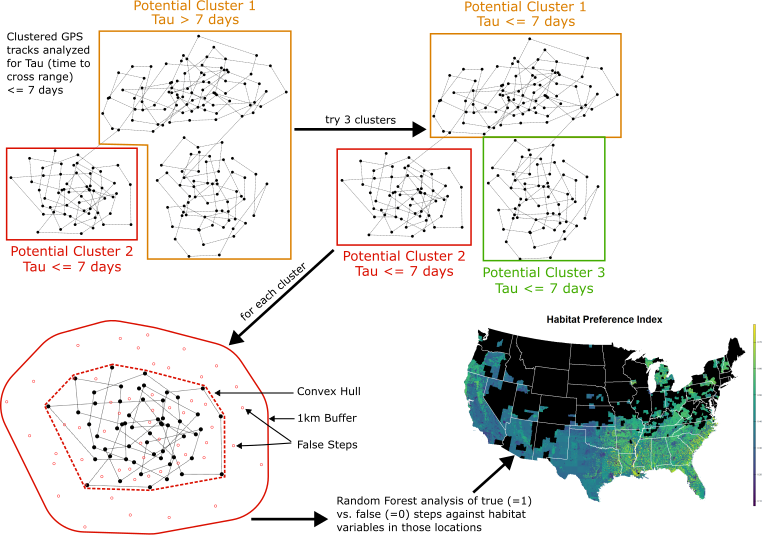 Potential Cluster 1
Tau > 7 days
Potential Cluster 1
Tau <= 7 days
Clustered GPS
tracks analyzed
for Tau (time to
cross range)
<= 7 days
try 3 clusters
Potential Cluster 2
Tau <= 7 days
Potential Cluster 2
Tau <= 7 days
Potential Cluster 3
Tau <= 7 days
for each cluster
Habitat Preference Index
Convex Hull
1km Buffer
False Steps
Random Forest analysis of true (=1)
vs. false (=0) steps against habitat
variables in those locations